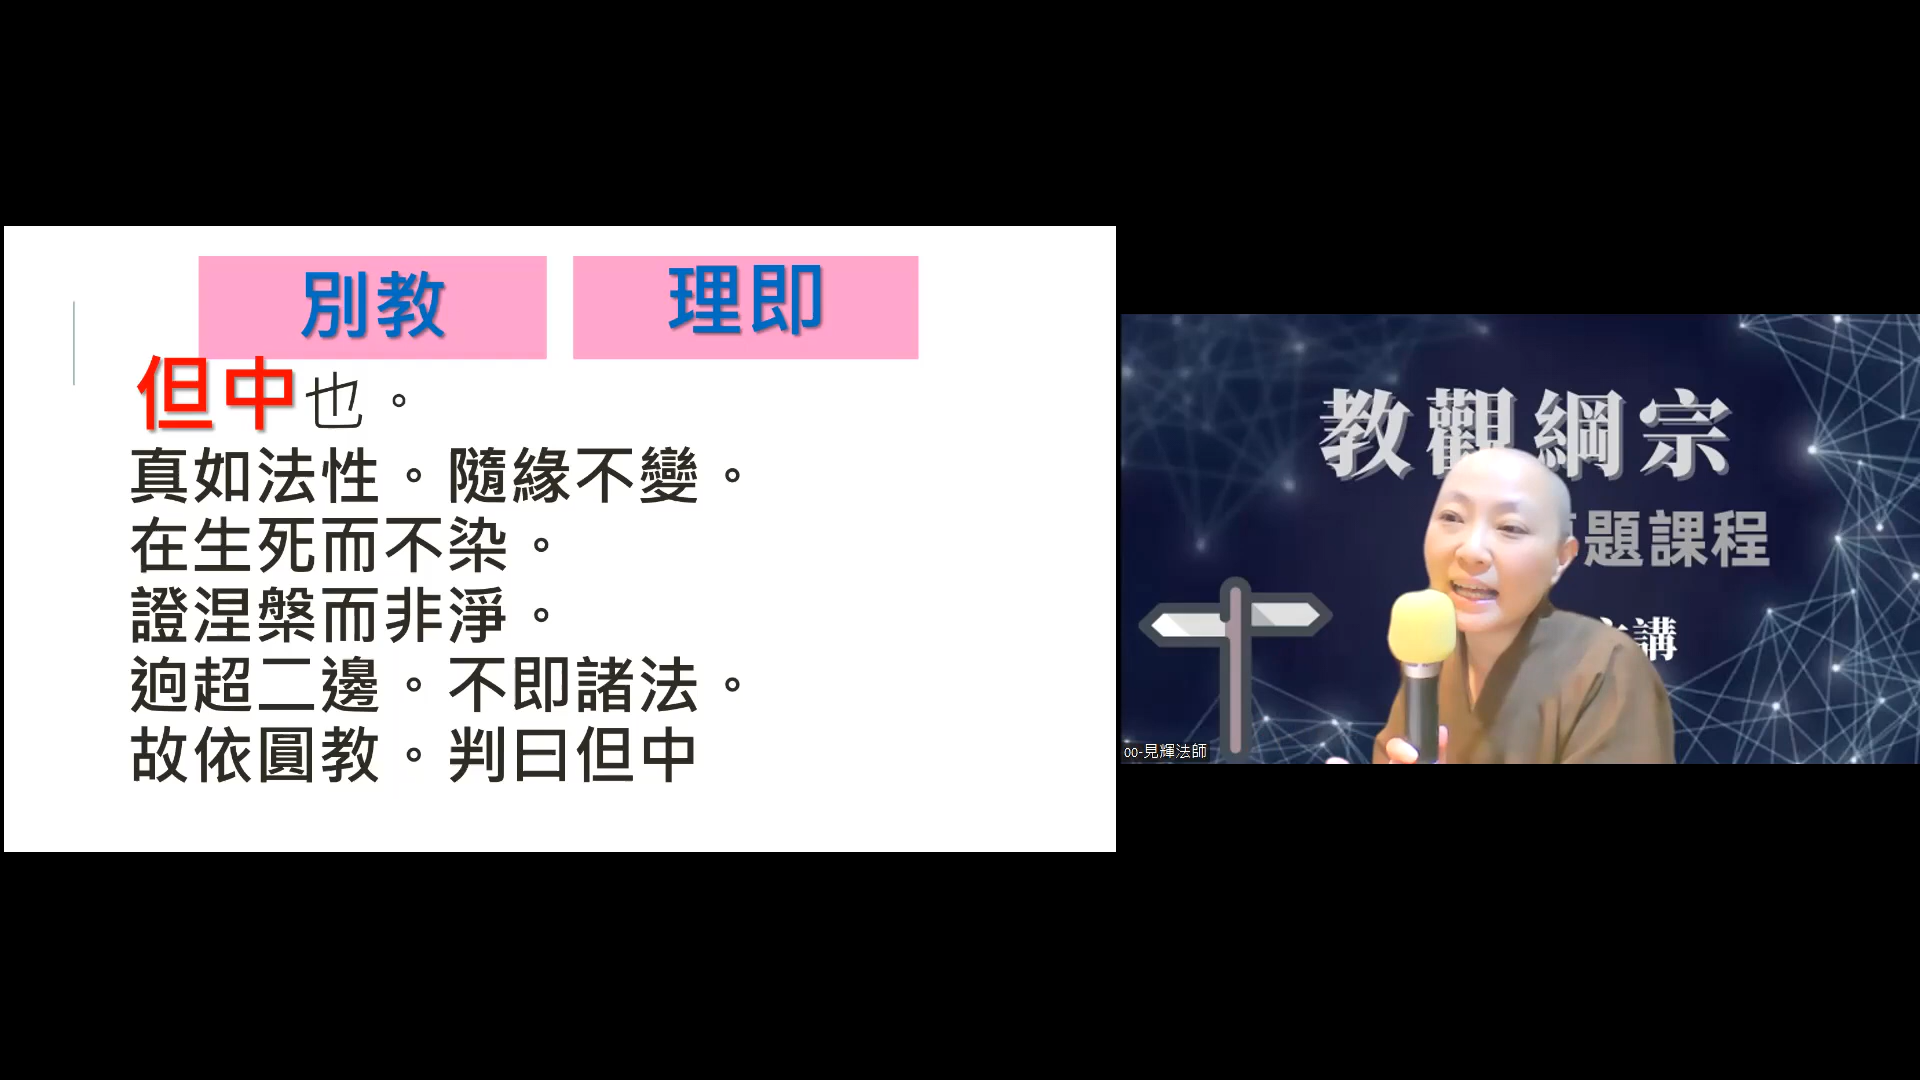 別教 理即
但中也。
真如法性。隨緣不變。
在生死而不染。
證涅槃而非淨。
迥超二邊。不即諸法。
故依圓教。判曰但中
教觀綱宗
題課程
講
00-見輝法師